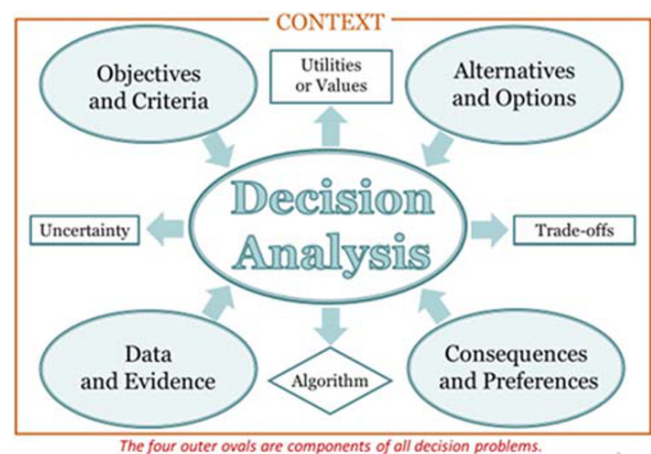 CONTEXT
Objectives
and Criteria
Utilities
or Values
Alternatives
and Options
Decision
Analysis
Uncertainty
Trade-offs
Data
and Evidence
Algorithm
Consequences
and Preferences
The four outer ovals are components of all decision problems.